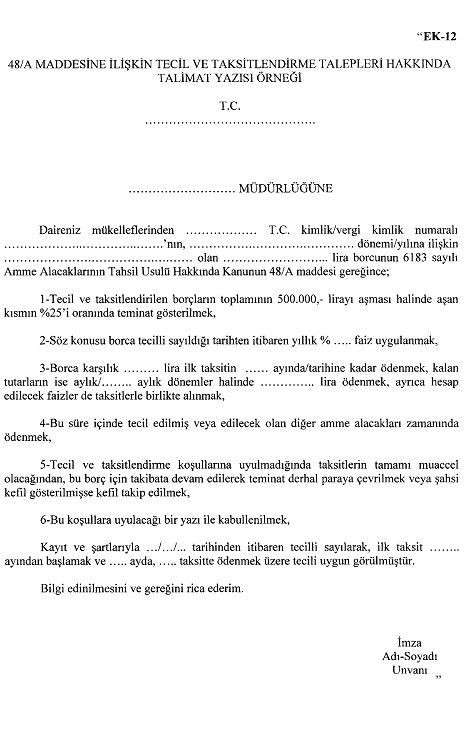 “EK-12
48/A MADDESİNE İLİŞKİN TECİL VE TAKSİTLENDİRME TALEPLERİ HAKKINDA
TALİMAT YAZISI ÖRNEĞİ
T.C.
……………………………………
……………………… MÜDÜRLÜĞÜNE
Daireniz mükelleflerinden ……………… T.C. kimlik/vergi kimlik numaralı
………………………………’nın, ……………………………………… dönemi/yılına ilişkin
……………………………………… olan …………………….. lira borcunun 6183 sayılı
Amme Alacaklarının Tahsil Usulü Hakkında Kanunun 48/A maddesi gereğince;
1-Tecil ve taksitlendirilen borçların toplamının 500.000,- lirayı aşması halinde aşan
kısmın %25’i oranında teminat gösterilmek,
2-Söz konusu borca tecilli sayıldığı tarihten itibaren yıllık % ….. faiz uygulanmak,
3-Borca karşılık ……… lira ilk taksitin …… ayında/tarihine kadar ödenmek, kalan
tutarların ise aylık/…….. aylık dönemler halinde …………. lira ödenmek, ayrıca hesap
edilecek faizler de taksitlerle birlikte alınmak,
4-Bu süre içinde tecil edilmiş veya edilecek olan diğer amme alacakları zamanında
ödenmek,
5-Tecil ve taksitlendirme koşullarına uyulmadığında taksitlerin tamamı muaccel
olacağından, bu borç için takibata devam edilerek teminat derhal paraya çevrilmek veya şahsi
kefil gösterilmişse kefil takip edilmek,
6-Bu koşullara uyulacağı bir yazı ile kabullenilmek,
Kayıt ve şartlarıyla …/…/... tarihinden itibaren tecilli sayılarak, ilk taksit ……..
ayından başlamak ve ….. ayda, ….. taksitte ödenmek üzere tecili uygun görülmüştür.
Bilgi edinilmesini ve gereğini rica ederim.
İmza
Adı-Soyadı
Unvanı ”